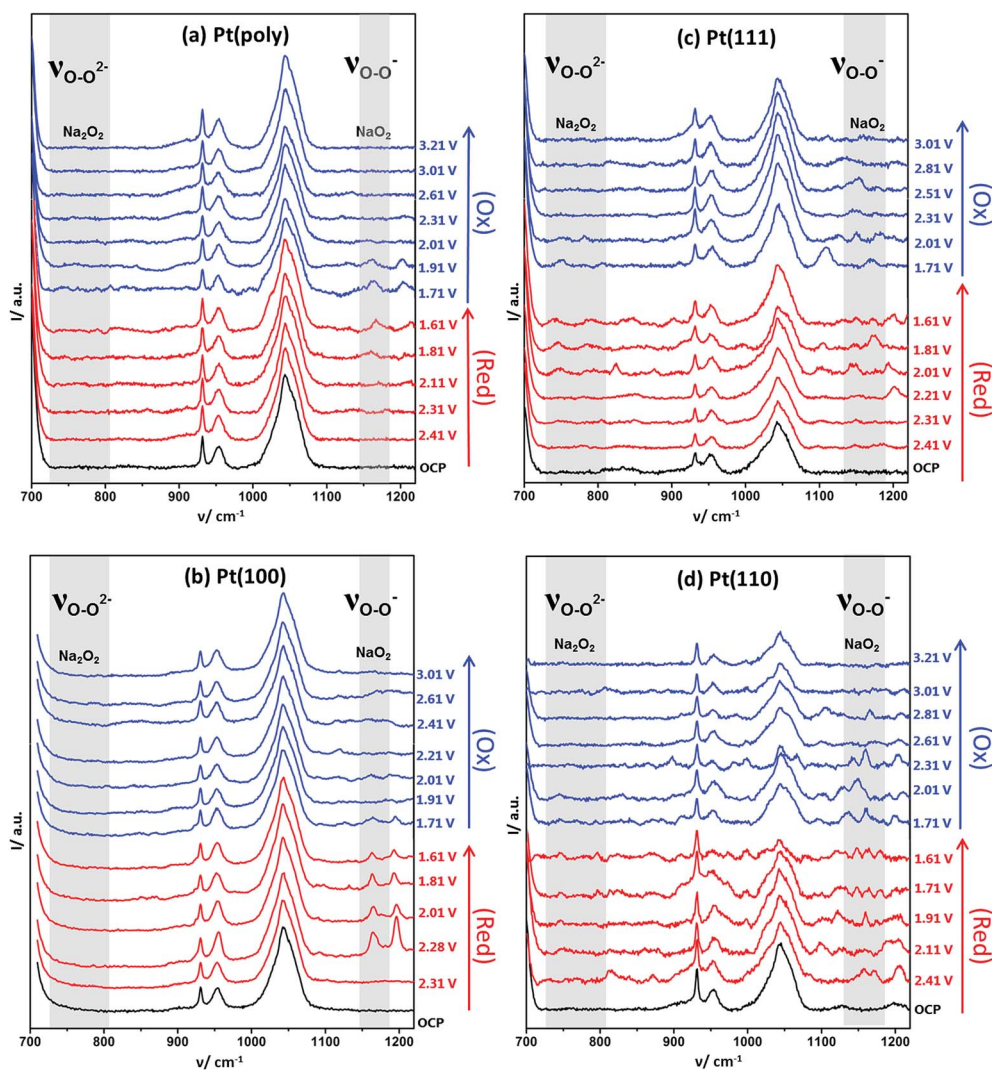 (a) Pt(poly)
νO-O2-
νO-O-
Na2O2
NaO2
3.21 V
3.01 V
2.61 V
2.31 V
2.01 V
1.91 V
1.71 V
(Ox)
1.61 V
1.81 V
2.11 V
2.31 V
2.41 V
OCP
(Red)
I/ a.u.
700 800 900 1000 1100 1200
ν/ cm-1
(c) Pt(111)
νO-O2-
νO-O-
Na2O2
NaO2
3.01 V
2.81 V
2.51 V
2.31 V
2.01 V
1.71 V
(Ox)
1.61 V
1.81 V
2.01 V
2.21 V
2.31 V
2.41 V
OCP
(Red)
I/ a.u.
700 800 900 1000 1100 1200
ν/ cm-1
(b) Pt(100)
νO-O2-
νO-O-
Na2O2
NaO2
3.01 V
2.61 V
2.41 V
2.21 V
2.01 V
1.91 V
1.71 V
(Ox)
1.61 V
1.81 V
2.01 V
2.28 V
2.31 V
OCP
(Red)
I/ a.u.
700 800 900 1000 1100 1200
ν/ cm-1
(d) Pt(110)
νO-O2-
νO-O-
Na2O2
NaO2
3.21 V
3.01 V
2.81 V
2.61 V
2.31 V
2.01 V
1.71 V
(Ox)
1.61 V
1.71 V
1.91 V
2.11 V
2.41 V
OCP
(Red)
I/ a.u.
700 800 900 1000 1100 1200
ν/ cm-1